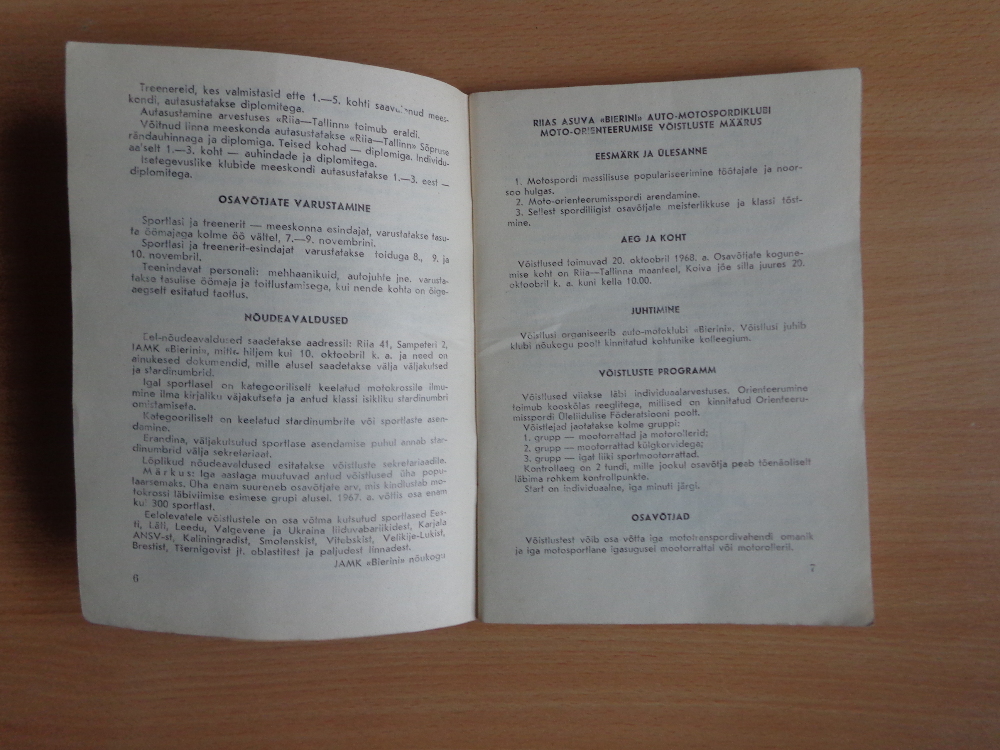 Treenereid, kes valmistasid ette 1.—5. kohti saavutanud mees-
kondi, autasustatakse diplomitega.
Autasustamine arvestuses «Riia—Tallinn» toimub eraldi.
Võitnud linna meeskonda autasustatakse «Riia—Tallinn» Sõpruse
rändauhinnaga ja diplomiga. Teised kohad — diplomiga. Individu-
aalselt 1.—3. koht — auhindade ja diplomitega.
Isetegevuslike klubide meeskondi autasustatakse 1.—3. eest —
diplomitega.
OSAVÕTJATE VARUSTAMINE
Sportlasi ja treenerit — meeskonna esindajat, varustatakse tasu-
ta öömajaga kolme öö vältel, 7.—9. novembrini.
Sportlasi ja treenerit-esindajat varustatakse toiduga 8., 9. ja
10. novembril.
Teenindavat personali: mehhaanikuid, autojuhte jne. varusta-
takse tasulise öömaja ja toitlustamisega, kui nende kohta on õige-
aegselt esitatud taotlus.
NÕUDEAVALDUSED
Eel-nõudeavaldused saadetakse aadressil: Riia 41, Sampeteri 2,
JAMK «Bierini», mitte hiljem kui 10. oktoobril k. a. ja need on
ainukesed dokumendid, mille alusel saadetakse välja väljakutsed
ja stardinumbrid.
Igal sportlasel on kategooriliselt keelatud motokrossile ilmu-
mine ilma kirjaliku väjakutseta ja antud klassi isikliku stardinumbri
omistamiseta.
Kategooriliselt on keelatud stardinumbrite või sportlaste asen-
damine.
Erandina, väljakutsutud sportlase asendamise puhul annab star-
dinumbrid välja sekretariaat.
Lõplikud nõudeavaldused esitatakse võistluste sekretariaadile.
Märkus: Iga aastaga muutuvad antud võistlused üha popu-
laarsemaks. Üha enam suureneb osavõtjate arv, mis kindlustab mo-
tokrossi läbiviimise esimese grupi alusel. 1967. a. võttis osa enam
kui 300 sportlast.
Eelolevatele võistlustele on osa võtma kutsutud sportlased Ees-
ti, Läti, Leedu, Valgevene ja Ukraina liiduvabariikidest, Karjala
ANSV-st, Kaliningradist, Smolenskist, Vitebskist, Velikije-Lukist,
Brestist, Tšernigovist jt. oblastitest ja paljudest linnadest.
JAMK «Bierini» nõukogu
6
RIIAS ASUVA «BIERINI» AUTO-MOTOSPORDIKLUBI
MOTO-ORIENTEERUMISE VÕISTLUSTE MÄÄRUS
EESMÄRK JA ÜLESANNE
1. Motospordi massilisuse populariseerimine töötajate ja noor-
soo hulgas.
2. Moto-orienteerumisspordi arendamine.
3. Sellest spordiliigist osavõtjate meisterlikkuse ja klassi tõst-
mine.
AEG JA KOHT
Võistlused toimuvad 20. oktoobril 1968. a. Osavõtjate kogune-
mise koht on Riia—Tallinna maanteel, Koiva jõe silla juures 20.
oktoobril k. a. kuni kella 10.00.
JUHTIMINE
Võistlusi organiseerib auto-motoklubi «Bierini». Võistlusi juhib
klubi nõukogu poolt kinnitatud kohtunike kolleegium.
VÕISTLUSTE PROGRAMM
Võistlused viiakse läbi individuaalarvestuses. Orienteerumine
toimub kooskõlas reeglitega, millised on kinnitatud Orienteeru-
misspordi Üleliidulise Föderatsiooni poolt.
Võistlejad jaotatakse kolme gruppi:
1. grupp — mootorrattad ja motorollerid;
2. grupp — mootorrattad külgkorvidega;
3. grupp — igat liiki sportmootorrattad.
Kontrollaeg on 2 tundi, mille jookul osavõtja peab tõenäoliselt
läbima rohkem kontrollpunkte.
Start on individuaalne, iga minuti järgi.
OSAVÕTJAD
Võistlustest võib osa võtta iga mototranspordivahendi omanik
ja iga motosportlane igasugusel mootorrattal või motorolleril.
7